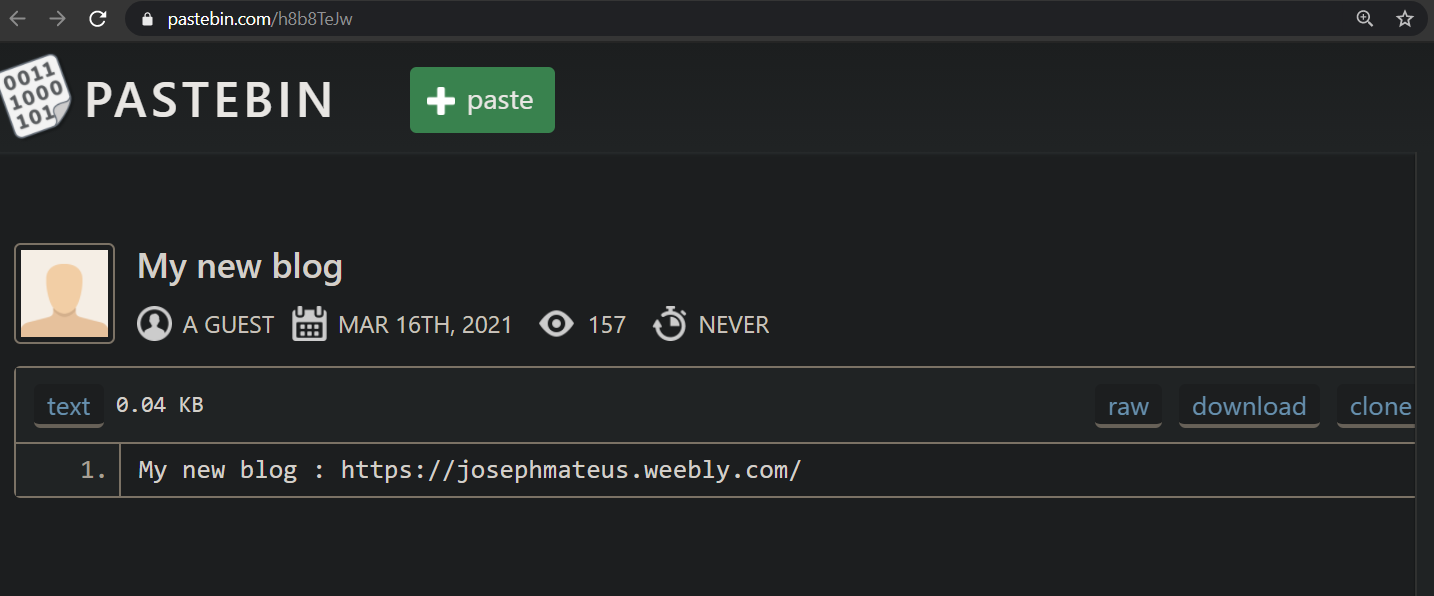 pastebin.com/h8b8TeJw
0011
1000
101
PASTEBIN
paste
My new blog
A GUEST MAR 16TH, 2021 157 NEVER
text 0.04 KB raw download clone
1. My new blog : https://josephmateus.weebly.com/